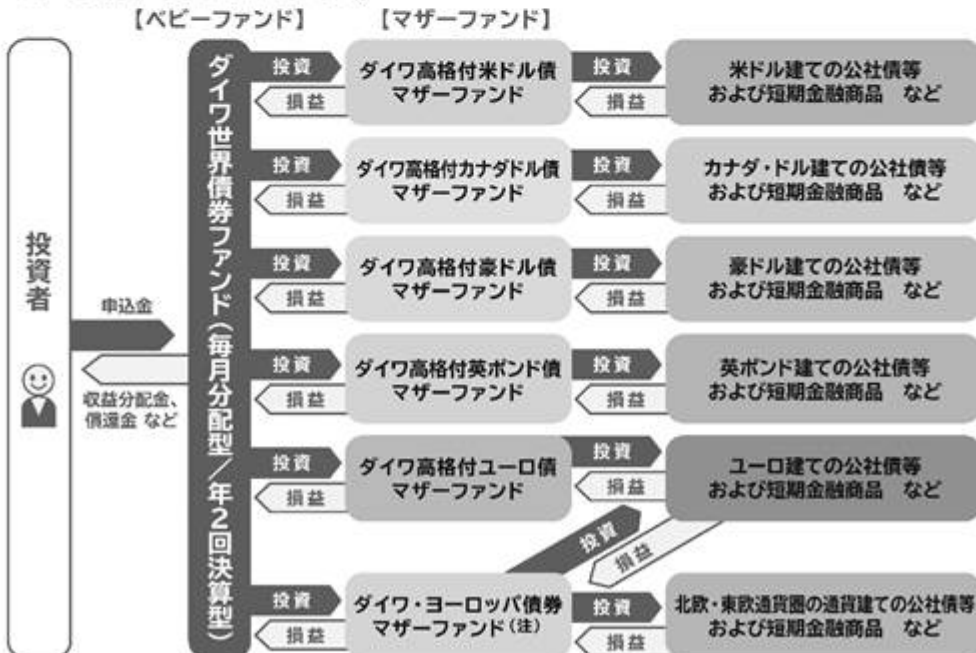 【ベビーファンド】
【マザーファンド】
投資者
申込金
収益分配金、
償還金 など
ダイワ世界債券ファンド(毎月分配型/年2回決算型)
投資
損益
ダイワ高格付米ドル債
マザーファンド
投資
損益
米ドル建ての公社債等
および短期金融商品 など
投資
損益
ダイワ高格付カナダドル債
マザーファンド
投資
損益
カナダ・ドル建ての公社債等
および短期金融商品 など
投資
損益
ダイワ高格付豪ドル債
マザーファンド
投資
損益
豪ドル建ての公社債等
および短期金融商品 など
投資
損益
ダイワ高格付英ポンド債
マザーファンド
投資
損益
英ポンド建ての公社債等
および短期金融商品 など
投資
損益
ダイワ高格付ユーロ債
マザーファンド
投資
損益
ユーロ建ての公社債等
および短期金融商品 など
投資
損益
投資
損益
ダイワ・ヨーロッパ債券
マザーファンド(注)
投資
損益
北欧・東欧通貨圏の通貨建ての公社債等
および短期金融商品 など